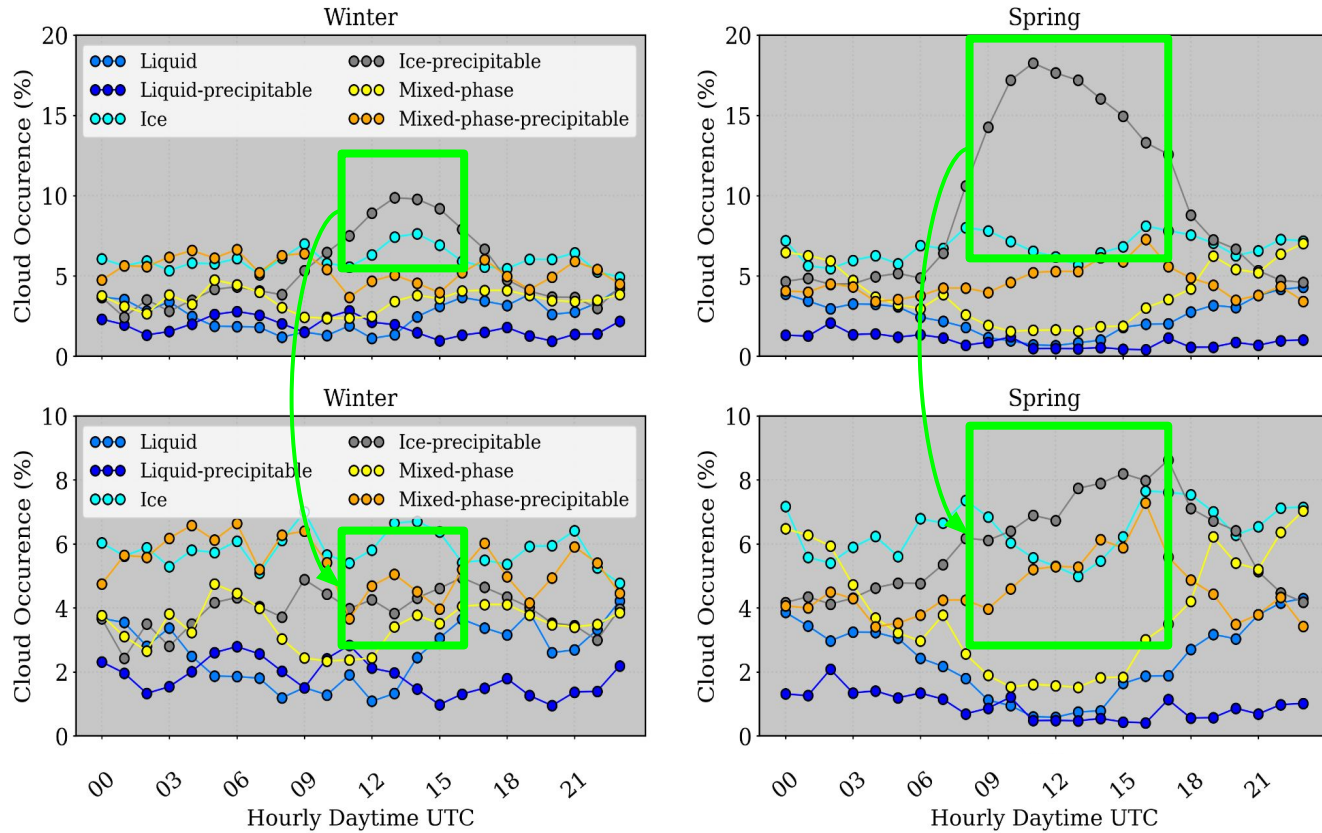 Winter
Spring
20
15
10
5
0
Cloud Occurence (%)
Liquid
Liquid-precipitable
Ice
Ice-precipitable
Mixed-phase
Mixed-phase-precipitable
20
15
10
5
0
Cloud Occurence (%)
Winter
Spring
10
8
6
4
2
0
Cloud Occurence (%)
Liquid
Liquid-precipitable
Ice
Ice-precipitable
Mixed-phase
Mixed-phase-precipitable
10
8
6
4
2
0
Cloud Occurence (%)
00 03 06 09 12 15 18 21
Hourly Daytime UTC
00 03 06 09 12 15 18 21
Hourly Daytime UTC